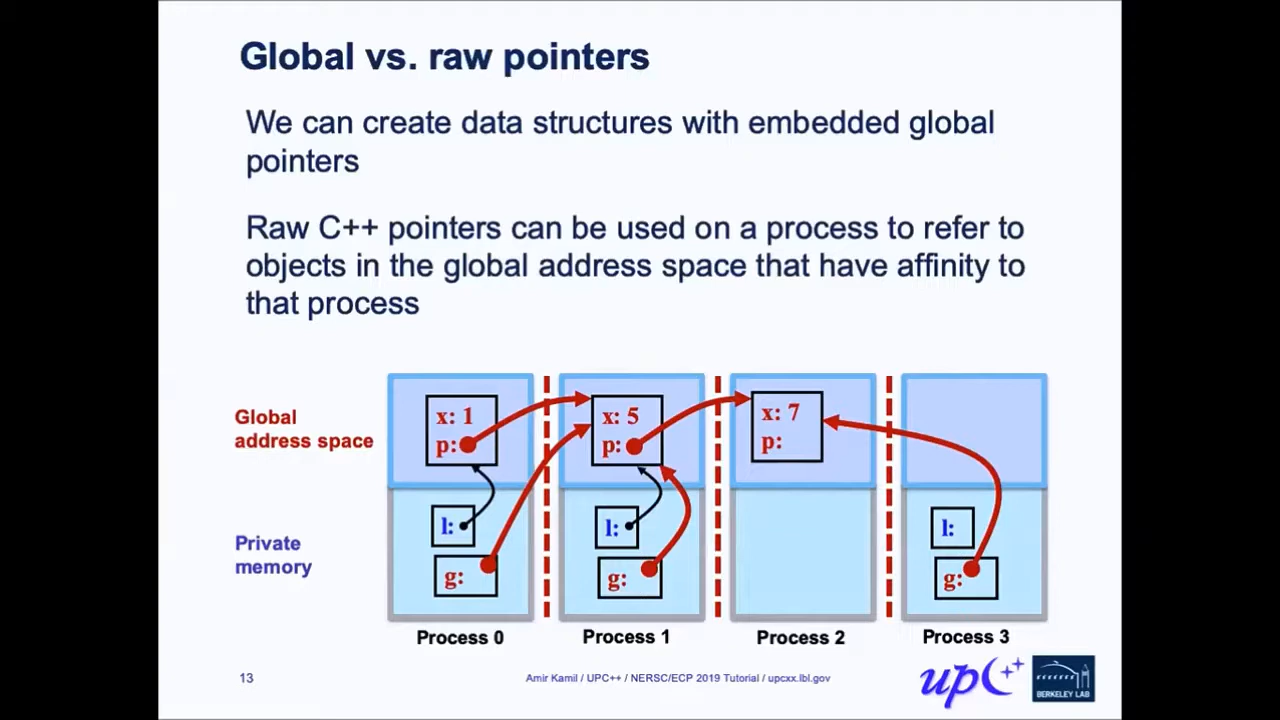 Global vs. raw pointers
We can create data structures with embedded global
pointers
Raw C++ pointers can be used on a process to refer to
objects in the global address space that have affinity to
that process
Global
address space
x: 1
p:
x: 5
p:
x: 7
p:
Private
memory
l:
g:
l:
g:
l:
g:
Process 0
Process 1
Process 2
Process 3
13
Amir Kamil / UPC++ / NERSC/ECP 2019 Tutorial / upcxx.lbl.gov
upC++
BERKELEY LAB